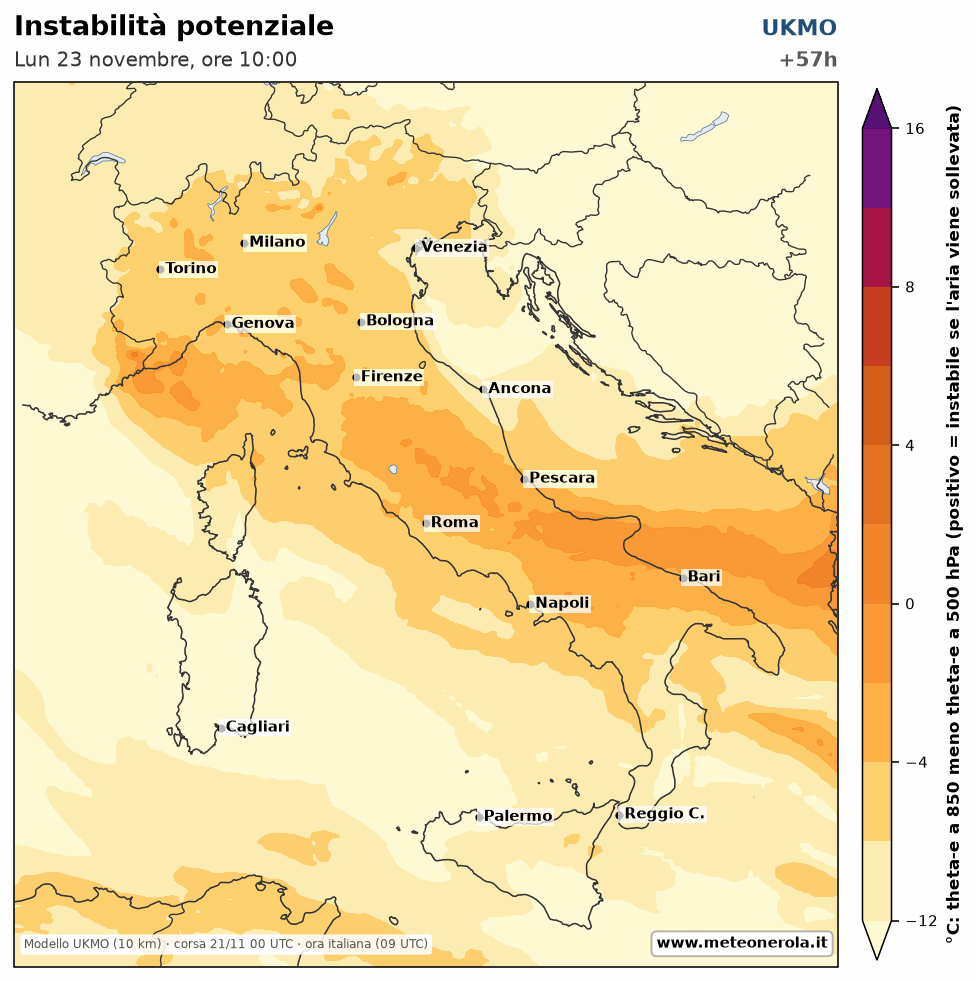 Instabilità potenziale
UKMO
Lun 23 novembre, ore 10:00
+57h
Milano
Venezia
Torino
Genova
Bologna
Firenze
Ancona
Pescara
Roma
Bari
Napoli
Cagliari
Palermo
Reggio C.
16
8
4
0
−4
−12
°C: theta-e a 850 meno theta-e a 500 hPa (positivo = instabile se l'aria viene sollevata)
Modello UKMO (10 km) · corsa 21/11 00 UTC · ora italiana (09 UTC)
www.meteonerola.it